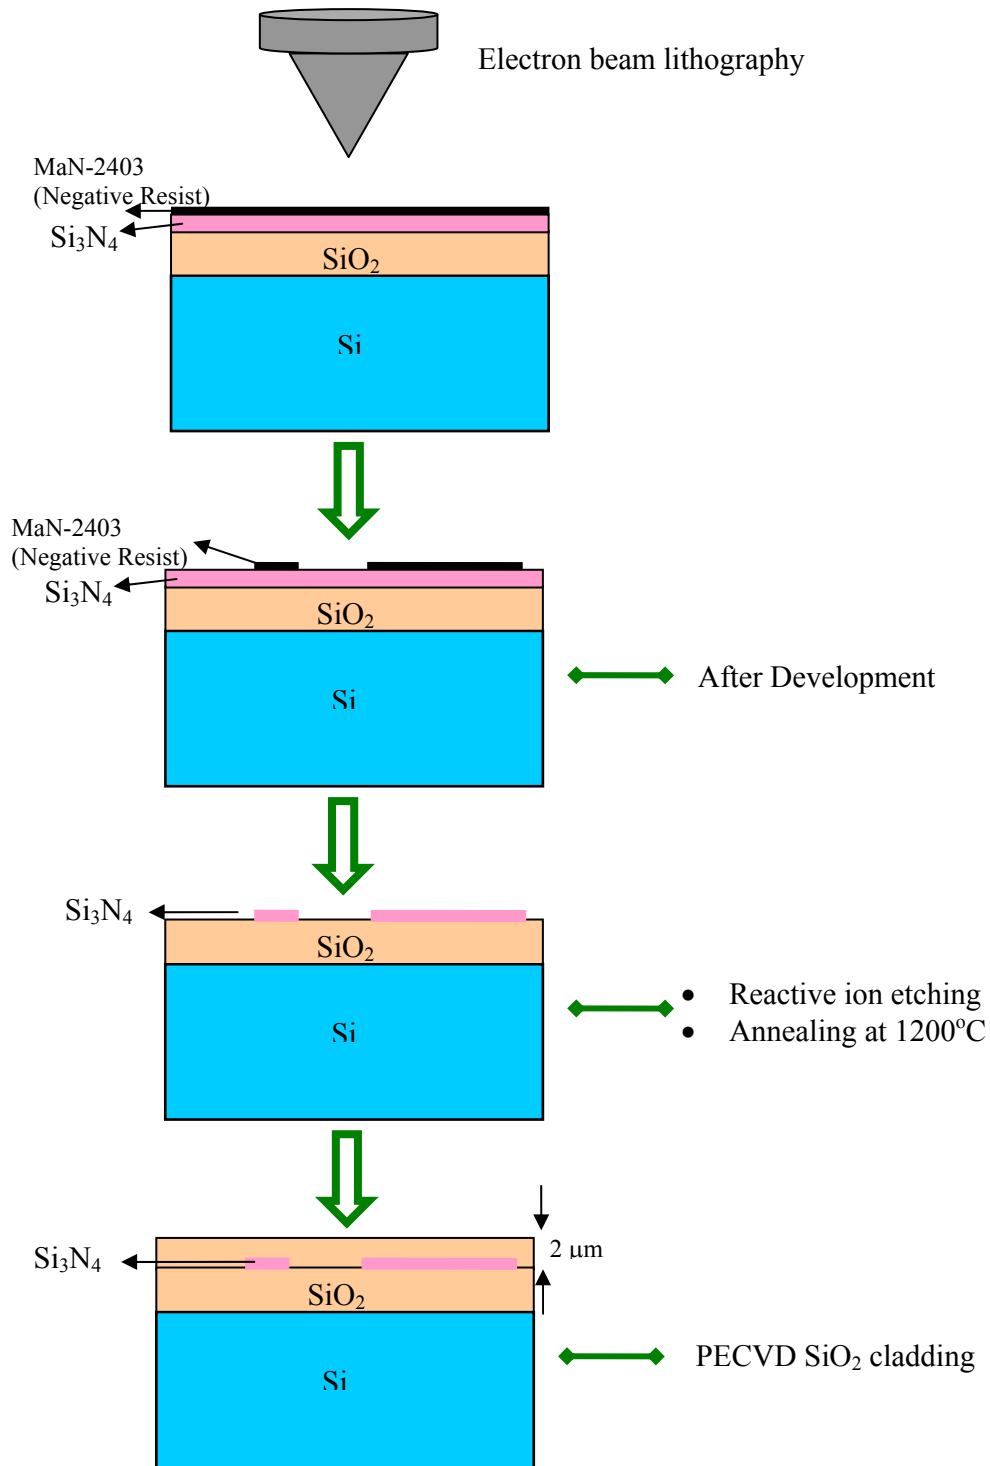 Electron beam lithography
MaN-2403
(Negative Resist)
Si₃N₄
SiO₂
Si
MaN-2403
(Negative Resist)
Si₃N₄
SiO₂
Si
After Development
Si₃N₄
SiO₂
Si
• Reactive ion etching
• Annealing at 1200°C
Si₃N₄
2 μm
SiO₂
Si
PECVD SiO₂ cladding